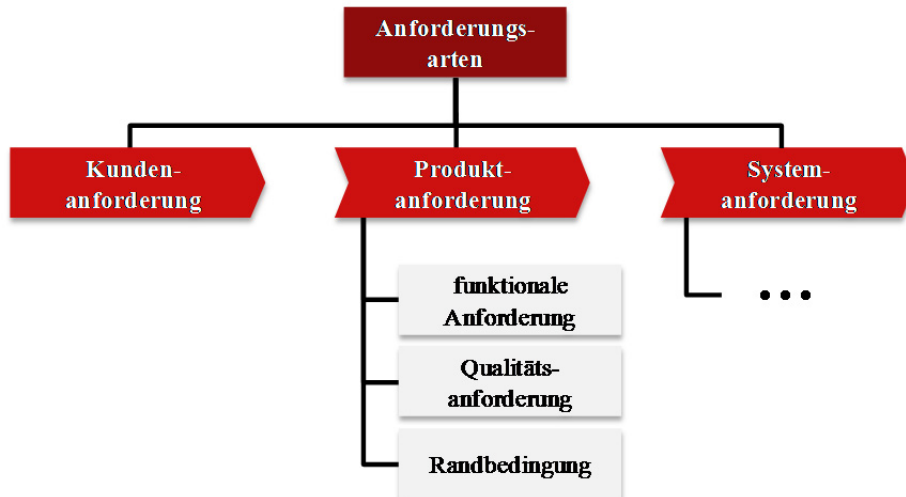 Anforderungs-
arten
Kunden-
anforderung
Produkt-
anforderung
System-
anforderung
funktionale
Anforderung
Qualitäts-
anforderung
Randbedingung
...